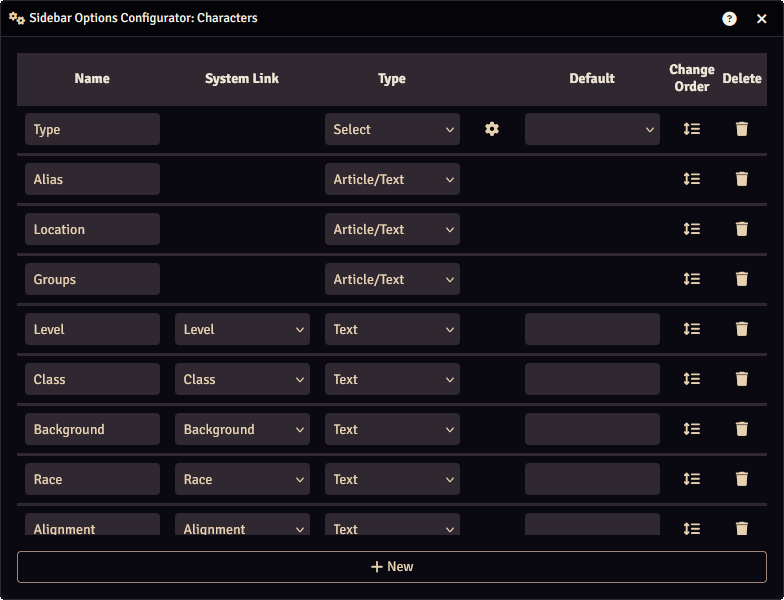 Sidebar Options Configurator: Characters ?
Name System Link Type Default Change Order Delete
Type Select
Alias Article/Text
Location Article/Text
Groups Article/Text
Level Level Text
Class Class Text
Background Background Text
Race Race Text
Alignment Alignment Text
+ New